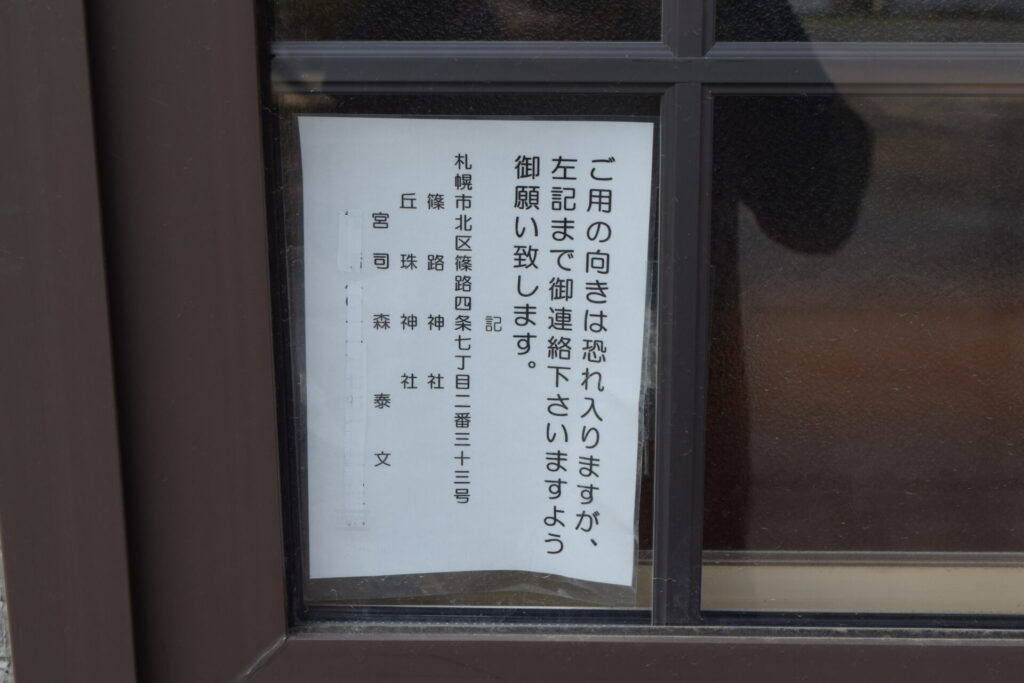 ご用の向きは恐れ入りますが、
左記まで御連絡下さいますよう
御願い致します。
記
札幌市北区篠路四条七丁目二番三十三号
篠路神社
丘珠神社
宮司 森 泰文